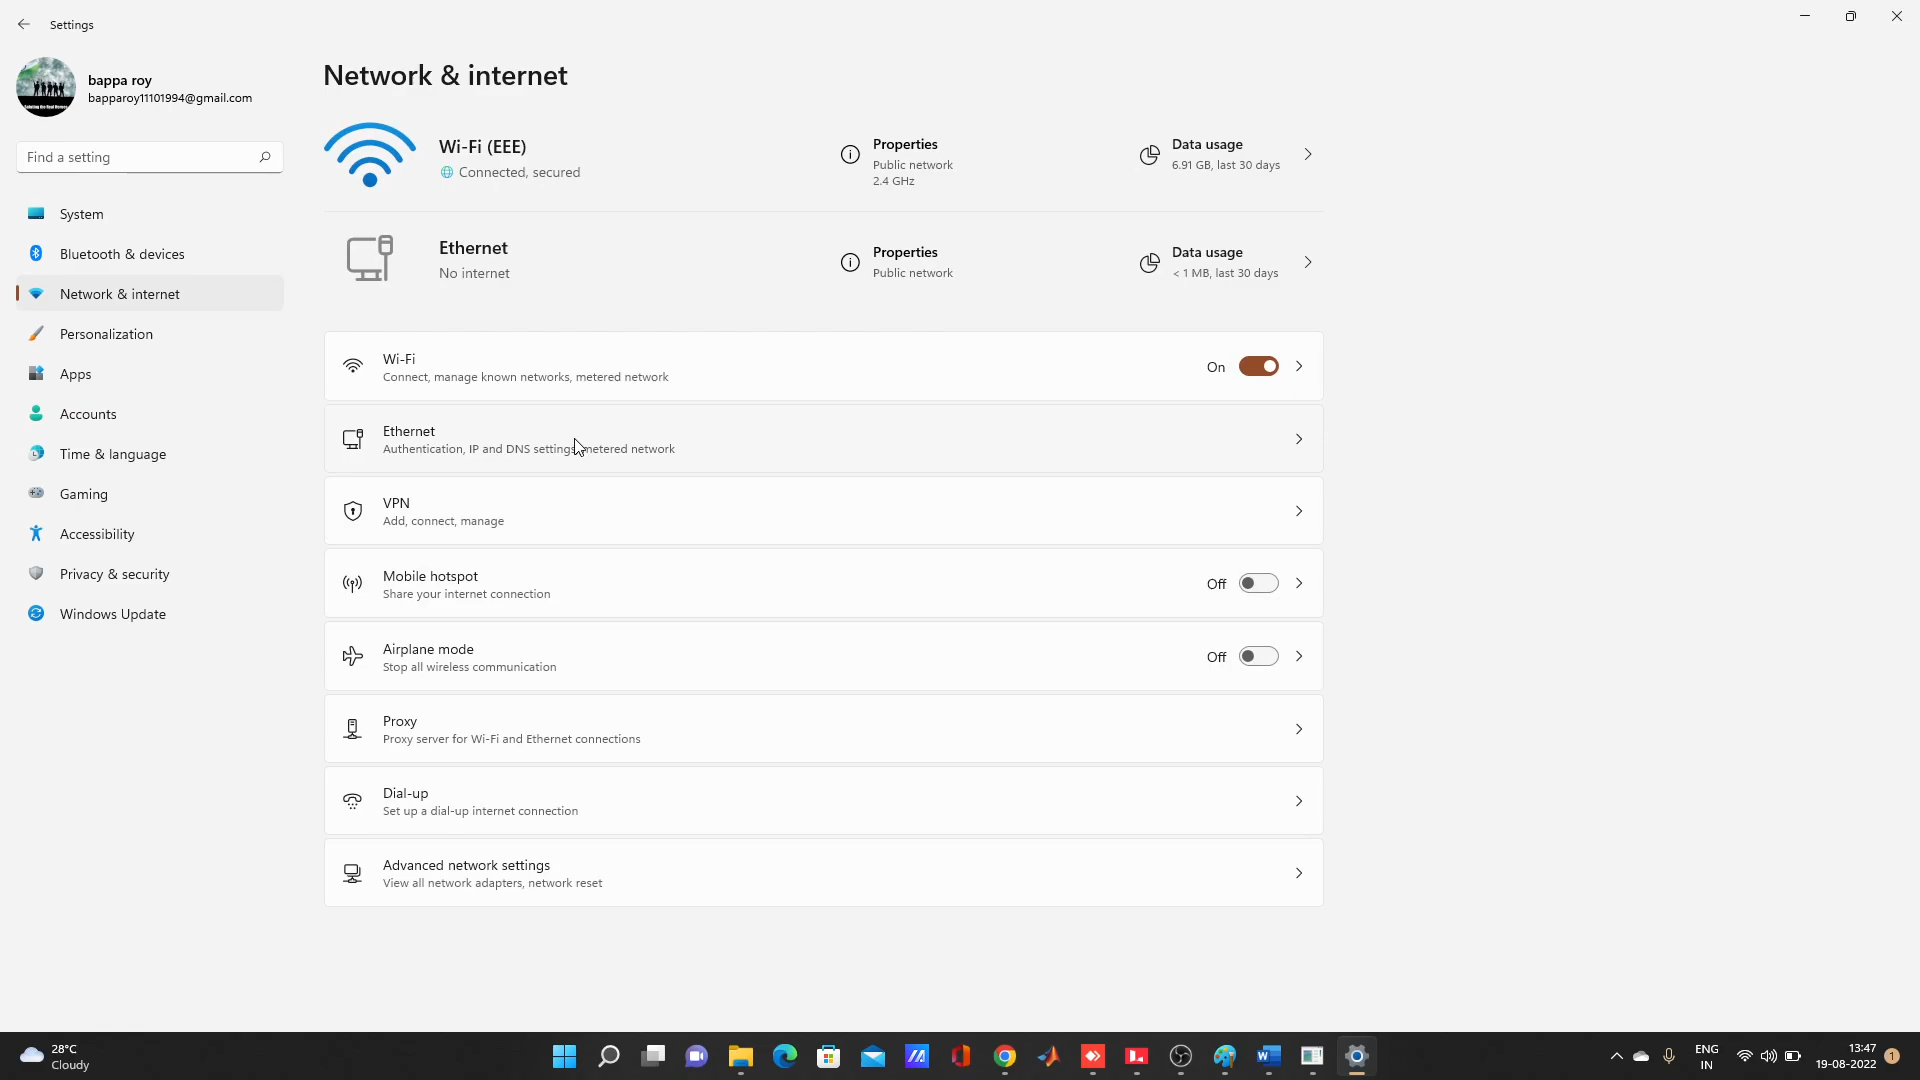 Settings
bappa roy
bapparoy11101994@gmail.com
Find a setting
System
Bluetooth & devices
Network & internet
Personalization
Apps
Accounts
Time & language
Gaming
Accessibility
Privacy & security
Windows Update
Network & internet
Wi-Fi (EEE)
Connected, secured
Properties
Public network
2.4 GHz
Data usage
6.91 GB, last 30 days
Ethernet
No internet
Properties
Public network
Data usage
< 1 MB, last 30 days
Wi-Fi
Connect, manage known networks, metered network
On
Ethernet
Authentication, IP and DNS settings, metered network
VPN
Add, connect, manage
Mobile hotspot
Share your internet connection
Off
Airplane mode
Stop all wireless communication
Off
Proxy
Proxy server for Wi-Fi and Ethernet connections
Dial-up
Set up a dial-up internet connection
Advanced network settings
View all network adapters, network reset
28°C
Cloudy
ENG
IN
13:47
19-08-2022
1